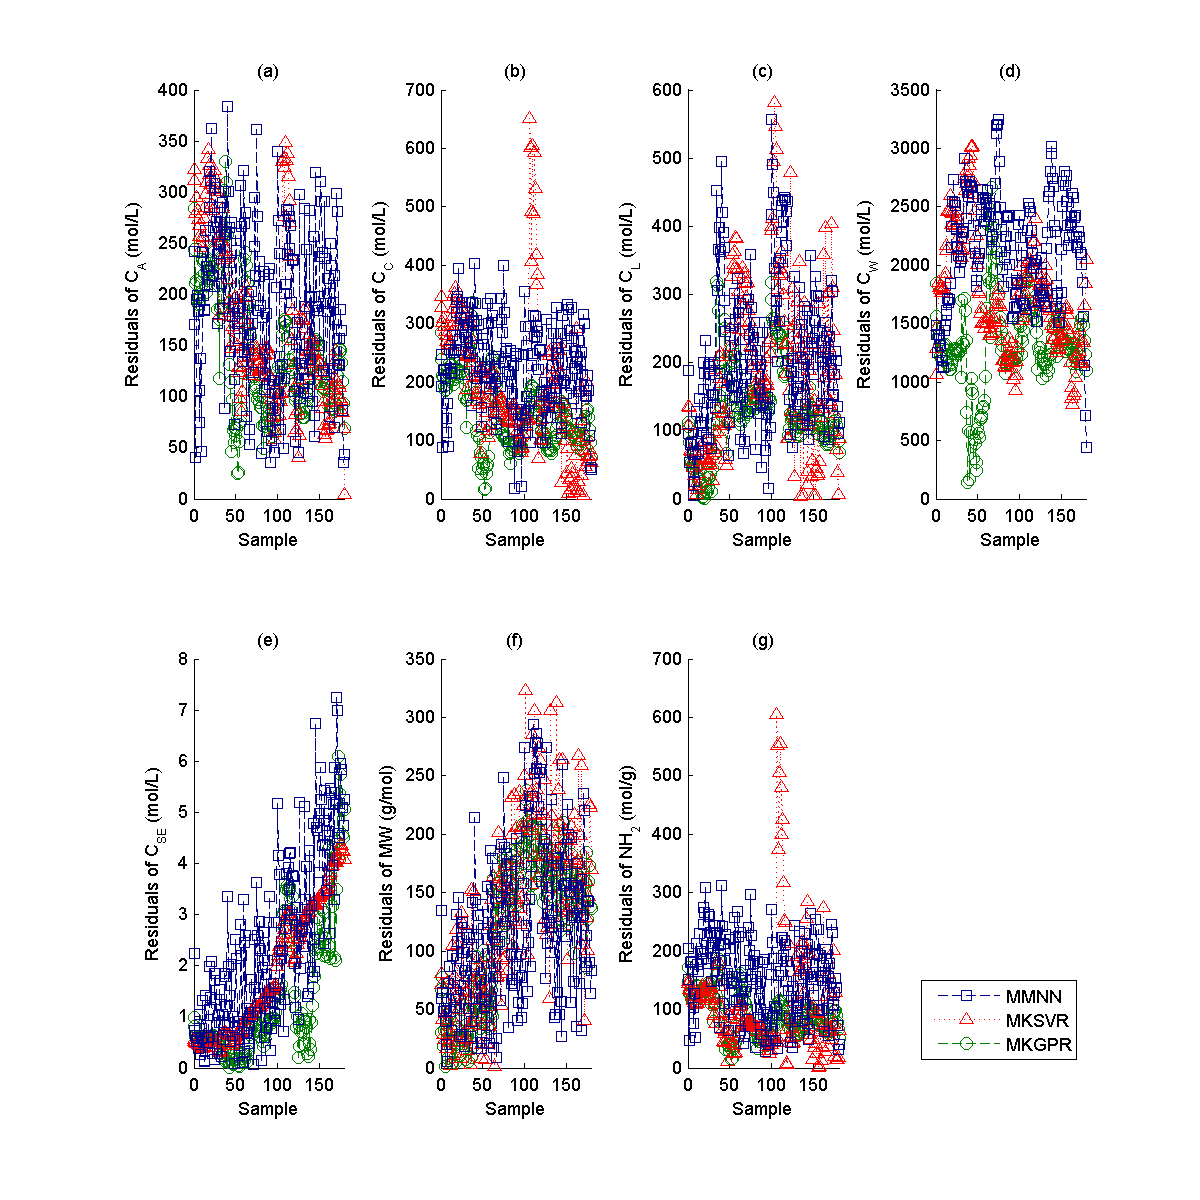 (a)
400
350
300
250
200
150
100
50
0
0 50 100 150
Sample
Residuals of C_A (mol/L)
(b)
700
600
500
400
300
200
100
0
0 50 100 150
Sample
Residuals of C_C (mol/L)
(c)
600
500
400
300
200
100
0
0 50 100 150
Sample
Residuals of C_L (mol/L)
(d)
3500
3000
2500
2000
1500
1000
500
0
0 50 100 150
Sample
Residuals of C_W (mol/L)
(e)
8
7
6
5
4
3
2
1
0
0 50 100 150
Sample
Residuals of C_SE (mol/L)
(f)
350
300
250
200
150
100
50
0
0 50 100 150
Sample
Residuals of MW (g/mol)
(g)
700
600
500
400
300
200
100
0
0 50 100 150
Sample
Residuals of NH_2 (mol/g)
MMNN
MKSVR
MKGPR